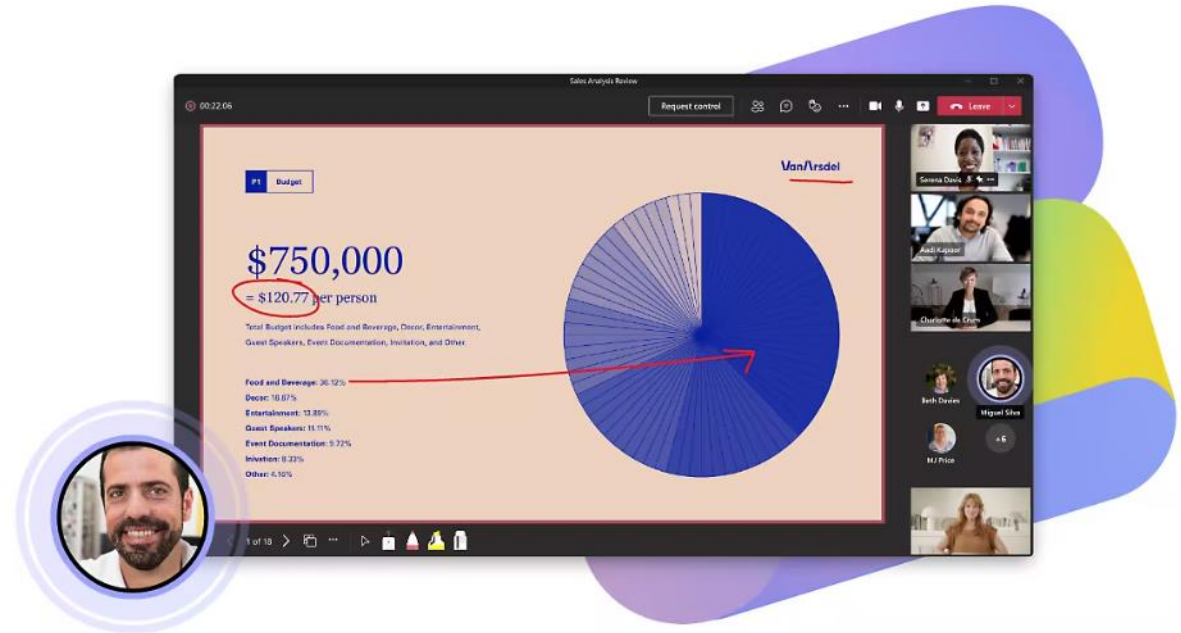 Sales Analysis Review
00:22:06
Request control
Leave
P1 Budget
VanArsdel
$750,000
= $120.77 per person
Total Budget includes Food and Beverage, Decor, Entertainment,
Guest Speakers, Event Documentation, Invitation, and Other
Food and Beverage: 36.12%
Decor: 16.67%
Entertainment: 13.89%
Guest Speakers: 11.11%
Event Documentation: 9.72%
Inivation: 8.33%
Other: 4.16%
Serena Davis
Aadi Kapoor
Charlotte de Crum
Beth Davies
Miguel Silva
MJ Price
+6
1 of 18